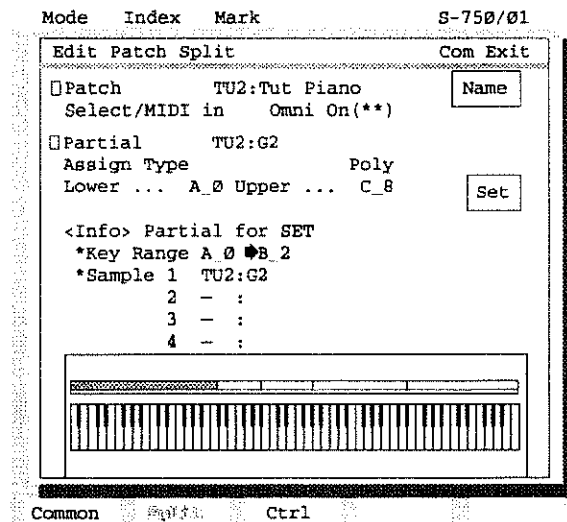 Mode Index Mark S-750/01
Edit Patch Split Com Exit
Patch TU2:Tut Piano Name
Select/MIDI in Omni On(**)
Partial TU2:G2
Assign Type Poly
Lower ... A_0 Upper ... C_8 Set
<Info> Partial for SET
*Key Range A_0 ➧B_2
*Sample 1 TU2:G2
2 — :
3 — :
4 — :
Common Split Ctrl